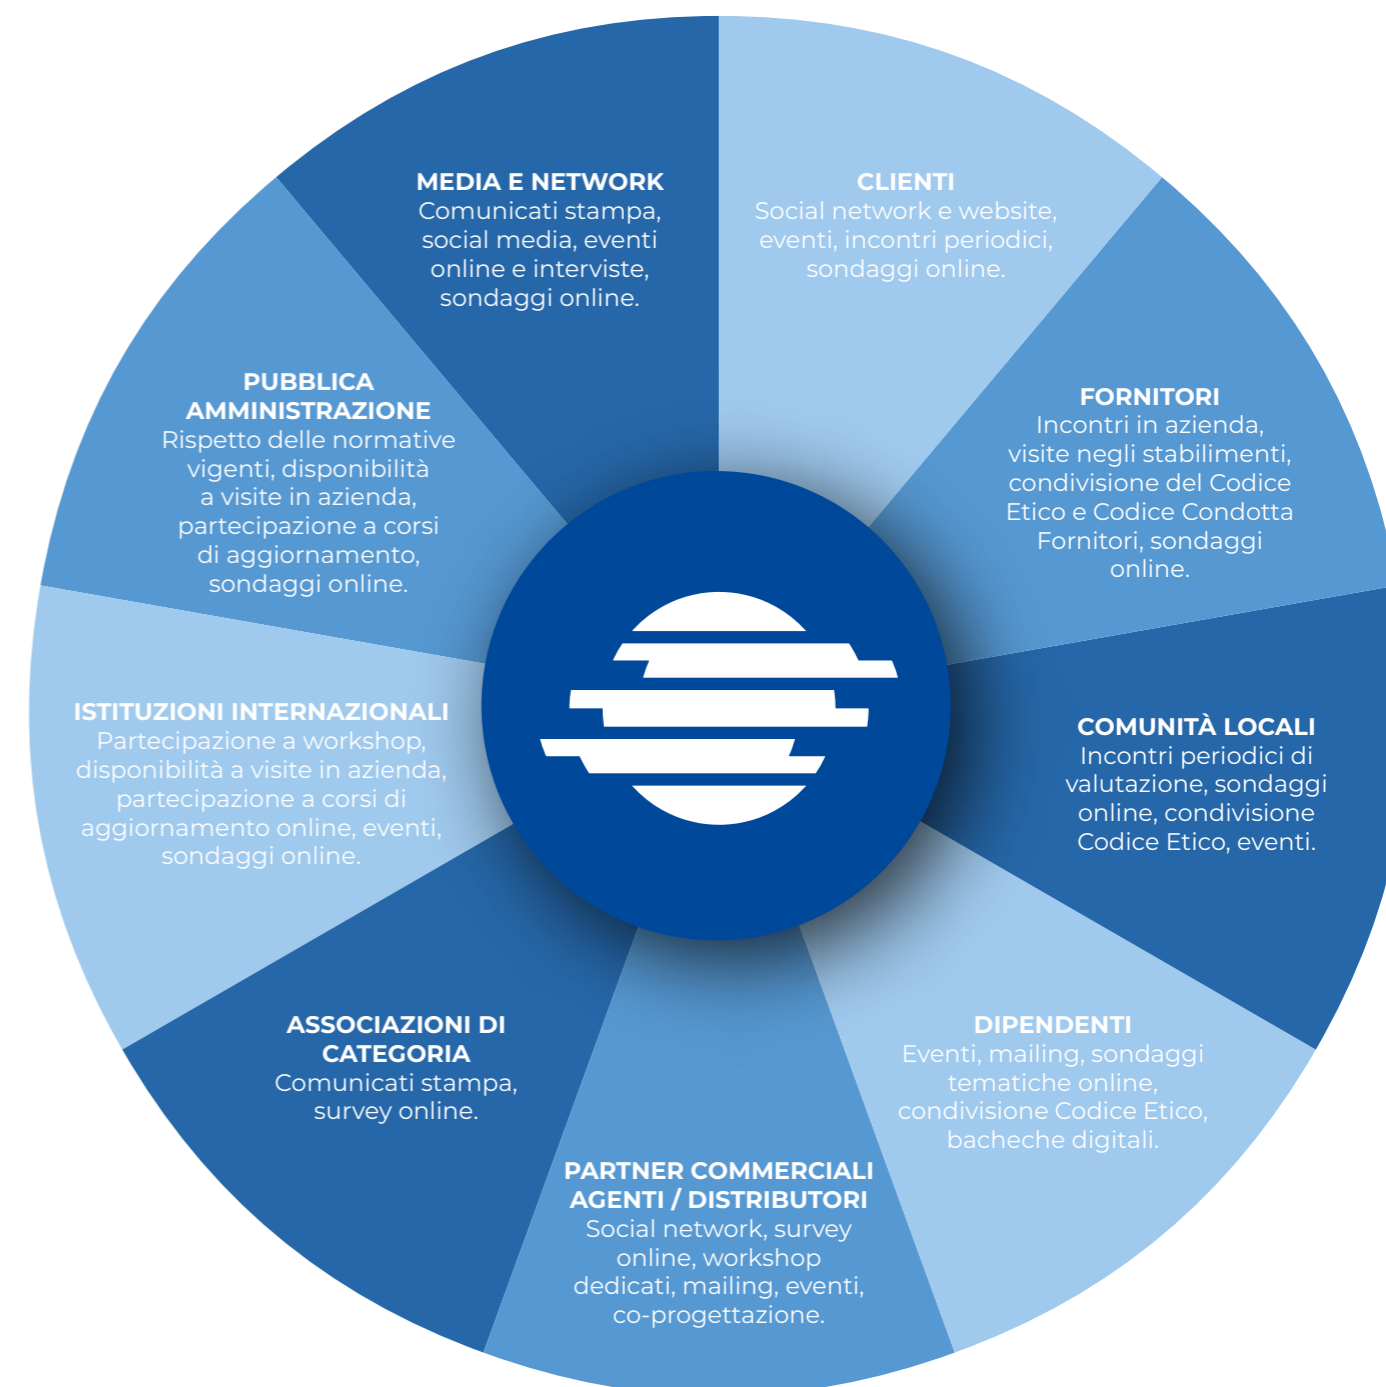 MEDIA E NETWORK
Comunicati stampa,
social media, eventi
online e interviste,
sondaggi online.
CLIENTI
Social network e website,
eventi, incontri periodici,
sondaggi online.
FORNITORI
Incontri in azienda,
visite negli stabilimenti,
condivisione del Codice
Etico e Codice Condotta
Fornitori, sondaggi
online.
COMUNITÀ LOCALI
Incontri periodici di
valutazione, sondaggi
online, condivisione
Codice Etico, eventi.
DIPENDENTI
Eventi, mailing, sondaggi
tematiche online,
condivisione Codice Etico,
bacheche digitali.
PARTNER COMMERCIALI
AGENTI / DISTRIBUTORI
Social network, survey
online, workshop
dedicati, mailing, eventi,
co-progettazione.
ASSOCIAZIONI DI
CATEGORIA
Comunicati stampa,
survey online.
ISTITUZIONI INTERNAZIONALI
Partecipazione a workshop,
disponibilità a visite in azienda,
partecipazione a corsi di
aggiornamento online, eventi,
sondaggi online.
PUBBLICA
AMMINISTRAZIONE
Rispetto delle normative
vigenti, disponibilità
a visite in azienda,
partecipazione a corsi
di aggiornamento,
sondaggi online.